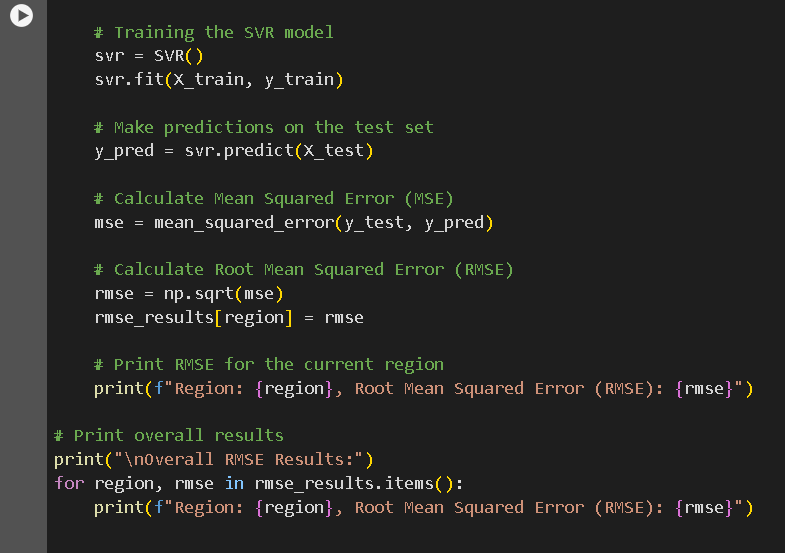 # Training the SVR model
svr = SVR()
svr.fit(X_train, y_train)
# Make predictions on the test set
y_pred = svr.predict(X_test)
# Calculate Mean Squared Error (MSE)
mse = mean_squared_error(y_test, y_pred)
# Calculate Root Mean Squared Error (RMSE)
rmse = np.sqrt(mse)
rmse_results[region] = rmse
# Print RMSE for the current region
print(f"Region: {region}, Root Mean Squared Error (RMSE): {rmse}")
# Print overall results
print("\nOverall RMSE Results:")
for region, rmse in rmse_results.items():
print(f"Region: {region}, Root Mean Squared Error (RMSE): {rmse}")